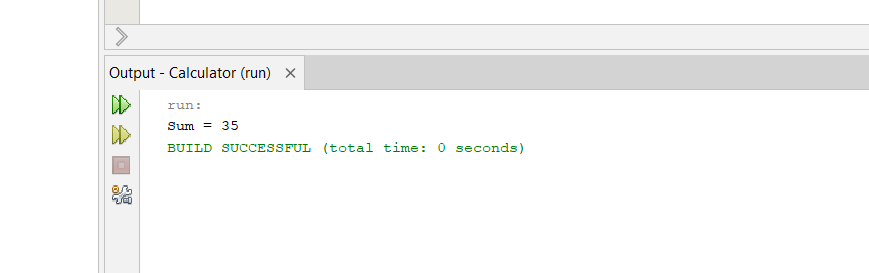 Output - Calculator (run)
run:
Sum = 35
BUILD SUCCESSFUL (total time: 0 seconds)